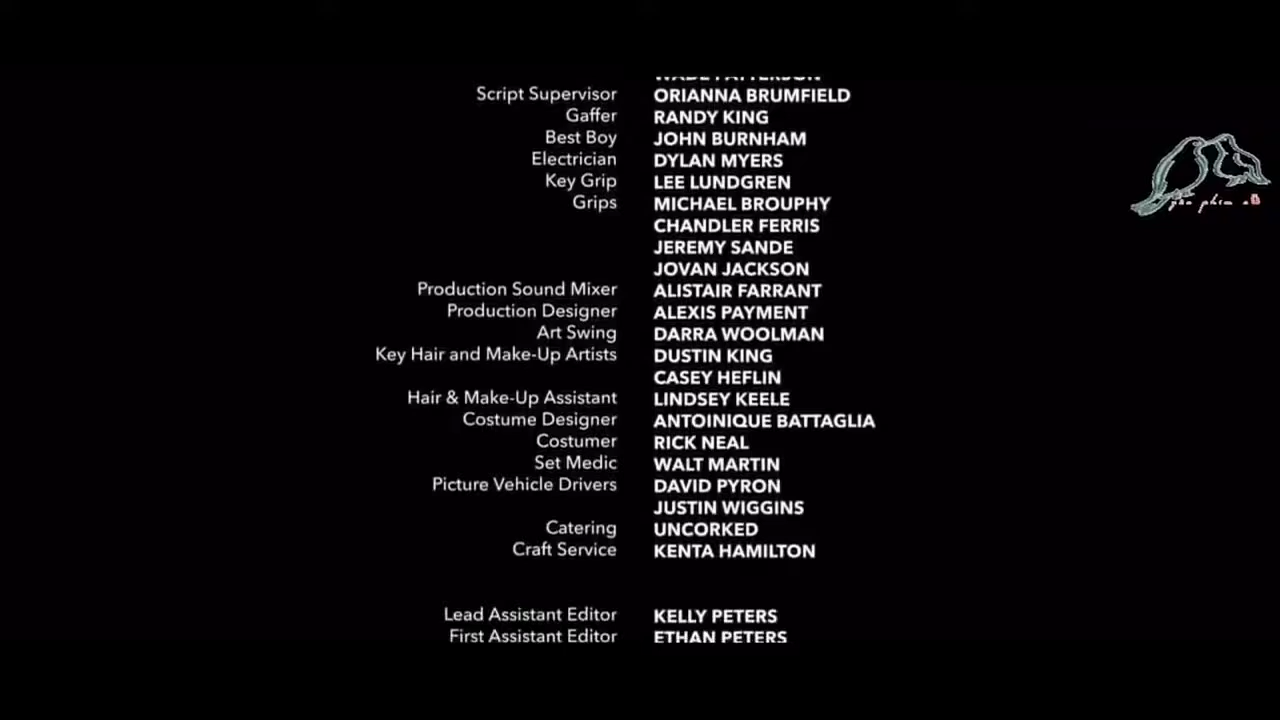 WADE PATTERSON
Script Supervisor ORIANNA BRUMFIELD
Gaffer RANDY KING
Best Boy JOHN BURNHAM
Electrician DYLAN MYERS
Key Grip LEE LUNDGREN
Grips MICHAEL BROUPHY
CHANDLER FERRIS
JEREMY SANDE
JOVAN JACKSON
Production Sound Mixer ALISTAIR FARRANT
Production Designer ALEXIS PAYMENT
Art Swing DARRA WOOLMAN
Key Hair and Make-Up Artists DUSTIN KING
CASEY HEFLIN
Hair & Make-Up Assistant LINDSEY KEELE
Costume Designer ANTOINIQUE BATTAGLIA
Costumer RICK NEAL
Set Medic WALT MARTIN
Picture Vehicle Drivers DAVID PYRON
JUSTIN WIGGINS
Catering UNCORKED
Craft Service KENTA HAMILTON
Lead Assistant Editor KELLY PETERS
First Assistant Editor ETHAN PETERS